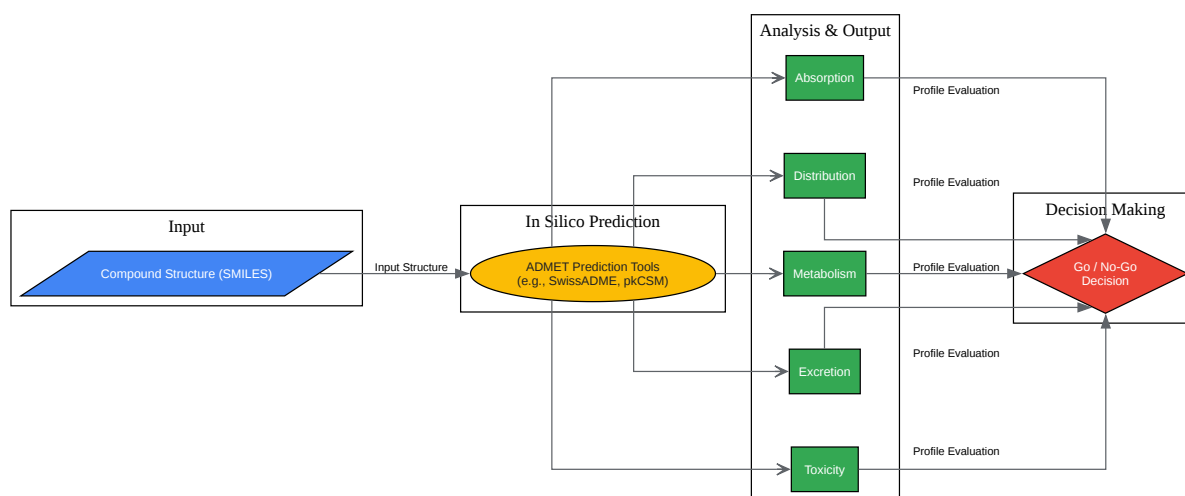 Input
Compound Structure (SMILES)
Input Structure
In Silico Prediction
ADMET Prediction Tools
(e.g., SwissADME, pkCSM)
Analysis & Output
Absorption
Distribution
Metabolism
Excretion
Toxicity
Profile Evaluation
Profile Evaluation
Profile Evaluation
Profile Evaluation
Profile Evaluation
Decision Making
Go / No-Go
Decision